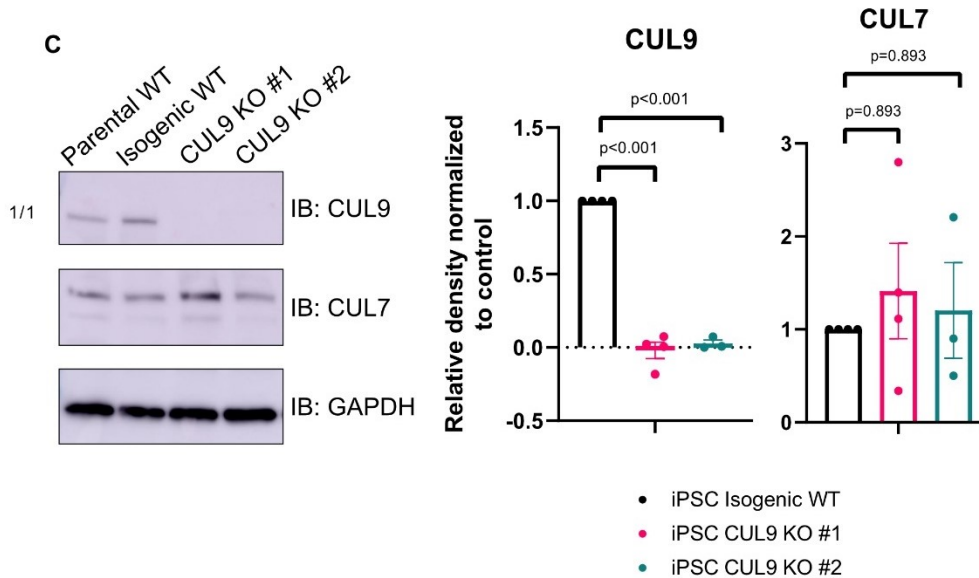 C
Parental WT
Isogenic WT
CUL9 KO #1
CUL9 KO #2
1/1
IB: CUL9
IB: CUL7
IB: GAPDH
CUL9
p<0.001
p<0.001
1.5
1.0
0.5
0.0
-0.5
Relative density normalized
to control
CUL7
p=0.893
p=0.893
3
2
1
0
iPSC Isogenic WT
iPSC CUL9 KO #1
iPSC CUL9 KO #2